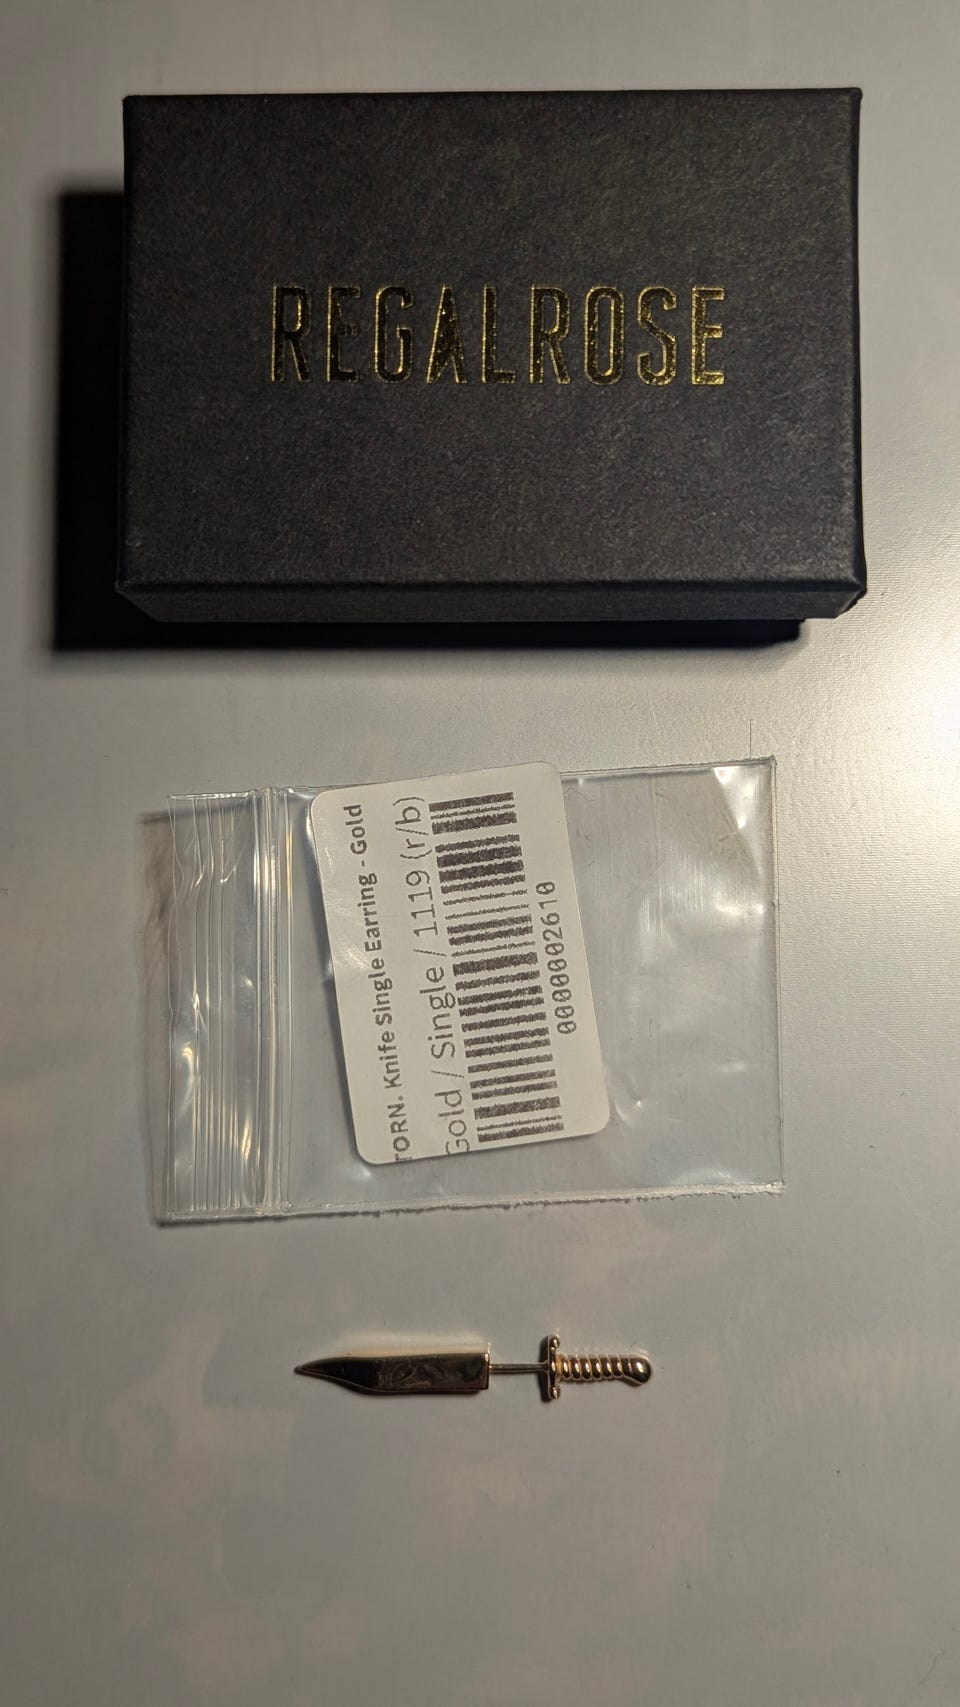 REGALROSE
TORN. Knife Single Earring - Gold
Gold / Single / 1119 (r/b)
0000002610